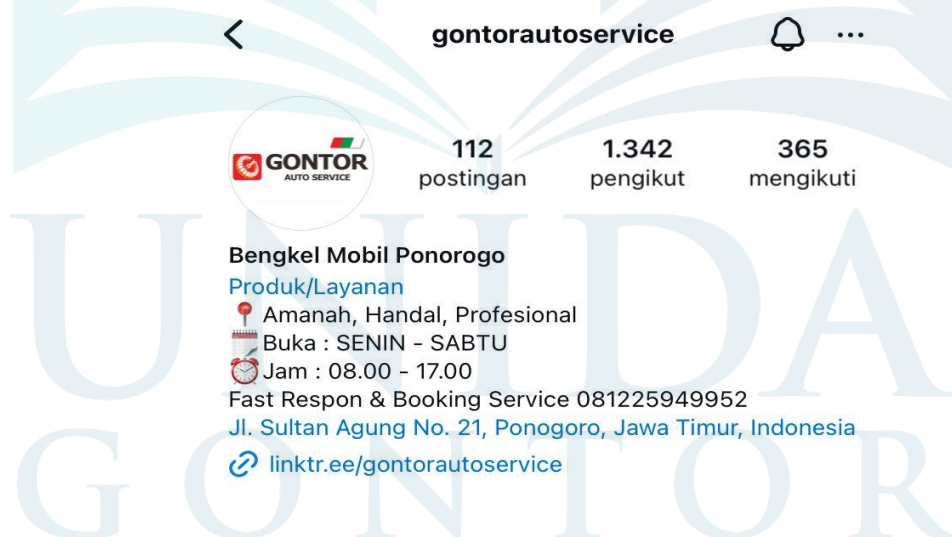 gontorautoservice
GONTOR
AUTO SERVICE
112
postingan
1.342
pengikut
365
mengikuti
Bengkel Mobil Ponorogo
Produk/Layanan
Amanah, Handal, Profesional
Buka : SENIN - SABTU
Jam : 08.00 - 17.00
Fast Respon & Booking Service 081225949952
Jl. Sultan Agung No. 21, Ponogoro, Jawa Timur, Indonesia
linktr.ee/gontorautoservice
UNIDA
GONTOR